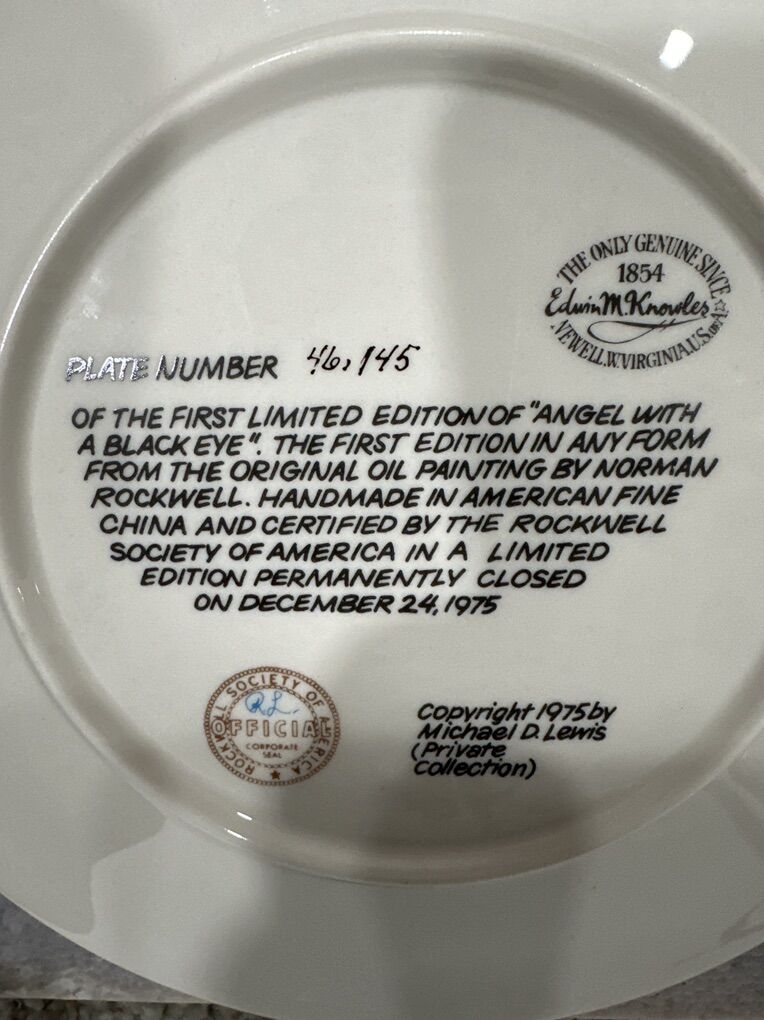 THE ONLY GENUINE SINCE
1854
Edwin M. Knowles
NEWELL.W.VIRGINIA.U.S. OF A.
PLATE NUMBER 46,145
OF THE FIRST LIMITED EDITION OF "ANGEL WITH
A BLACK EYE". THE FIRST EDITION IN ANY FORM
FROM THE ORIGINAL OIL PAINTING BY NORMAN
ROCKWELL. HANDMADE IN AMERICAN FINE
CHINA AND CERTIFIED BY THE ROCKWELL
SOCIETY OF AMERICA IN A LIMITED
EDITION PERMANENTLY CLOSED
ON DECEMBER 24, 1975
ROCKWELL SOCIETY OF AMERICA
R.L.
OFFICIAL
CORPORATE
SEAL
Copyright 1975 by
Michael D. Lewis
(Private
Collection)